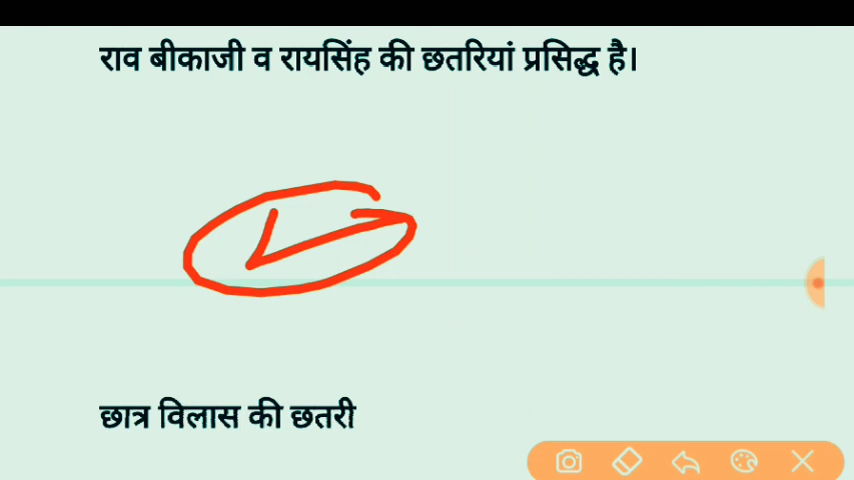 राव बीकाजी व रायसिंह की छतरियां प्रसिद्ध है।
छात्र विलास की छतरी